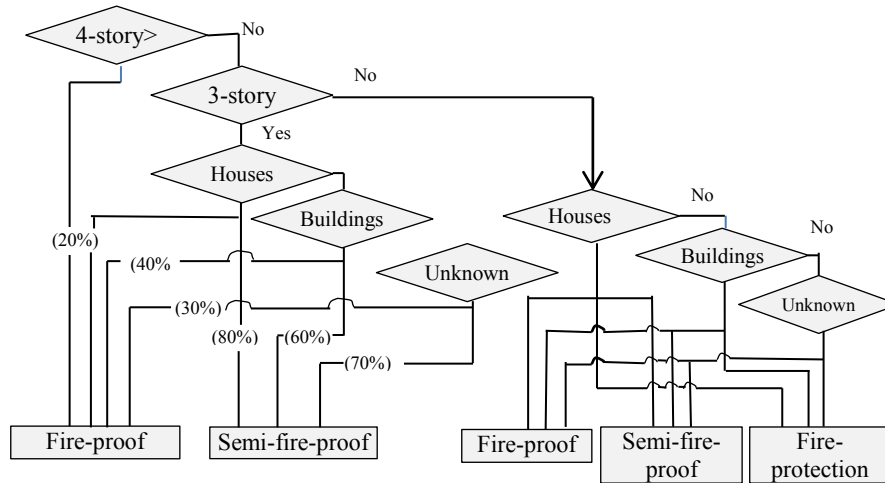 4-story>
No
3-story
No
Yes
Houses
Buildings
Houses
No
Buildings
No
Unknown
Unknown
(20%)
(40%
(30%)
(80%)
(60%)
(70%)
Fire-proof
Semi-fire-proof
Fire-proof
Semi-fire-
proof
Fire-
protection